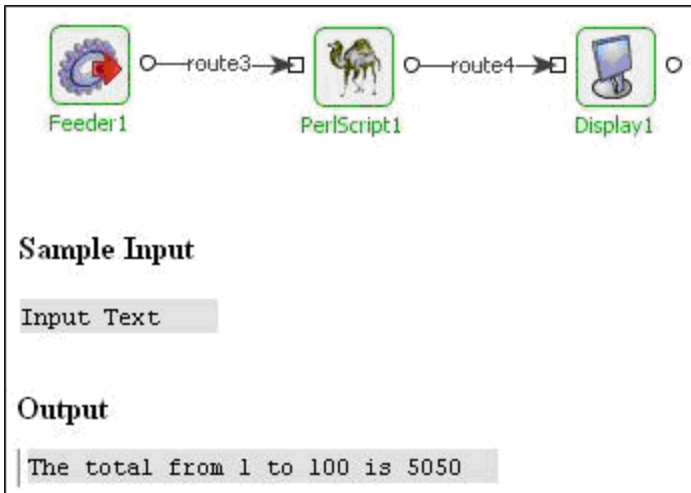 route3 route4
Feeder1 PerlScript1 Display1
Sample Input
Input Text
Output
The total from 1 to 100 is 5050